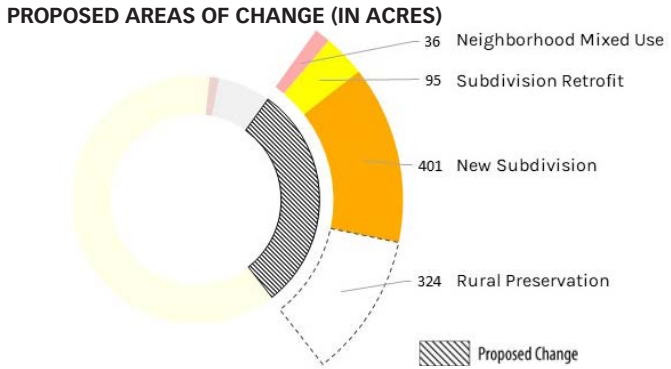 PROPOSED AREAS OF CHANGE (IN ACRES)
36 Neighborhood Mixed Use
95 Subdivision Retrofit
401 New Subdivision
324 Rural Preservation
Proposed Change